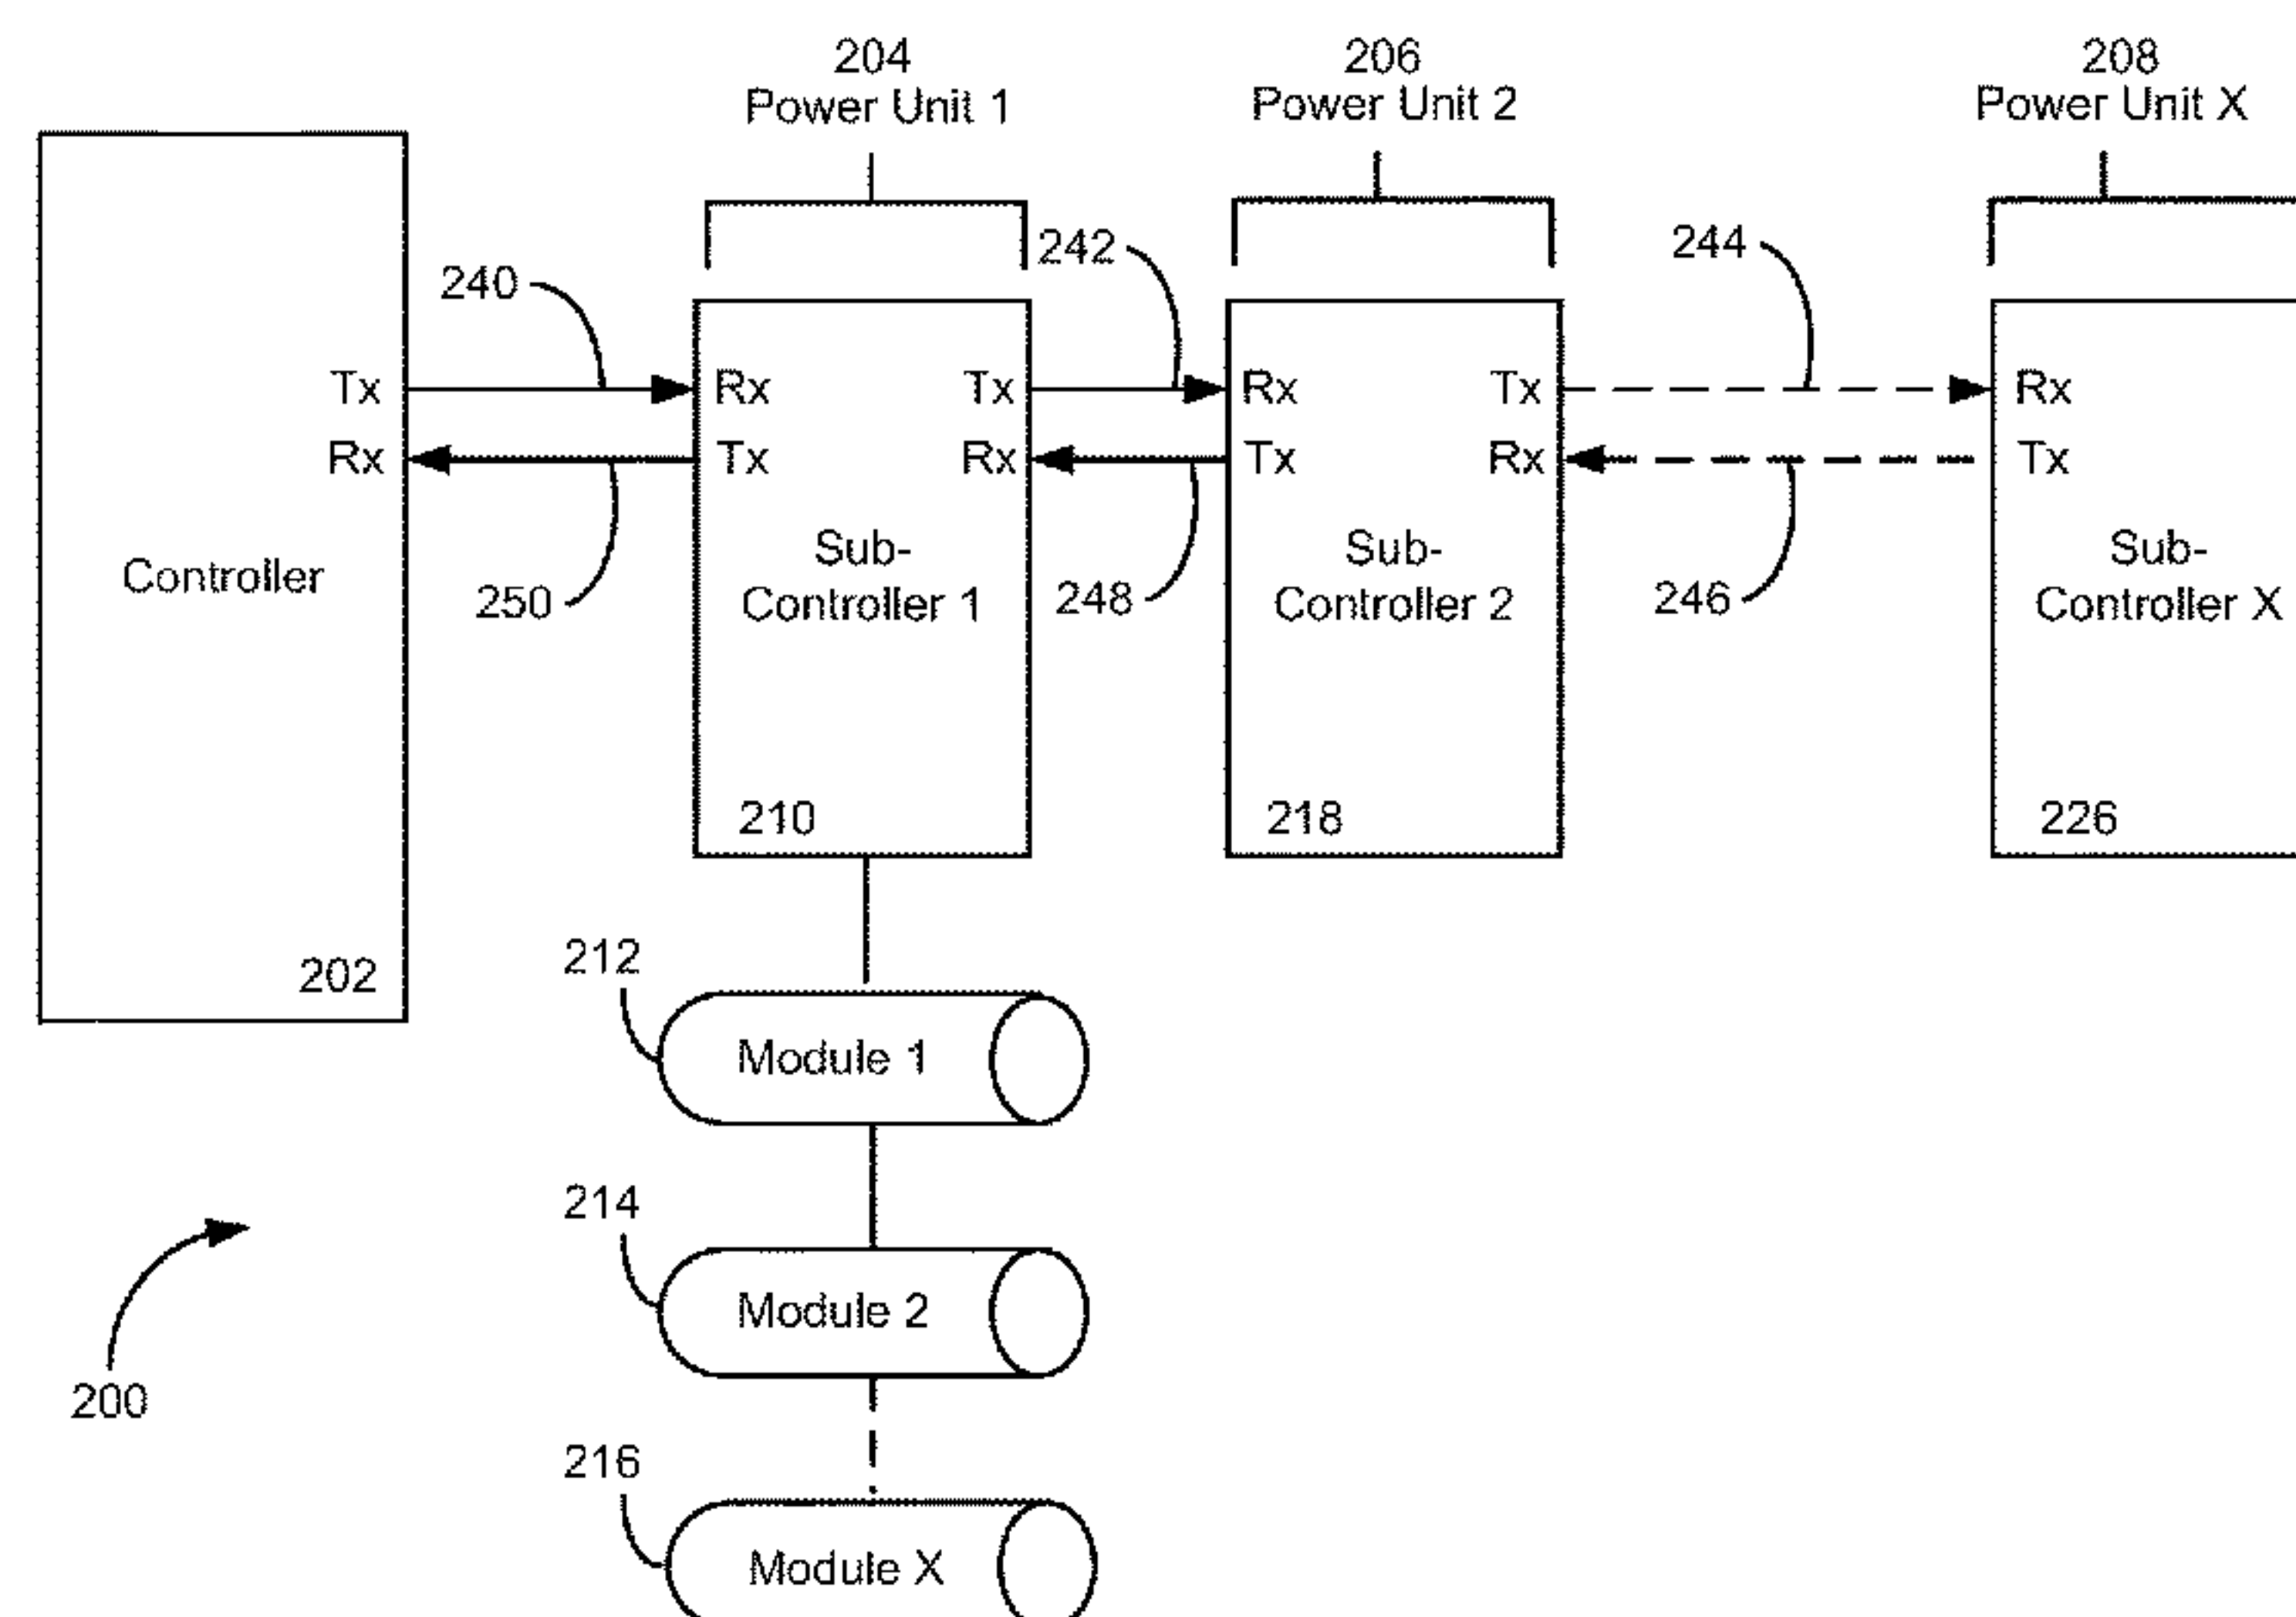 204
Power Unit 1
206
Power Unit 2
208
Power Unit X
240
242
244
Tx
Rx
Controller
202
Rx
Tx
Tx
Rx
Sub-
Controller 1
210
Rx
Tx
Tx
Rx
Sub-
Controller 2
218
Rx
Tx
Sub-
Controller X
226
250
248
246
212
Module 1
214
Module 2
216
Module X
200